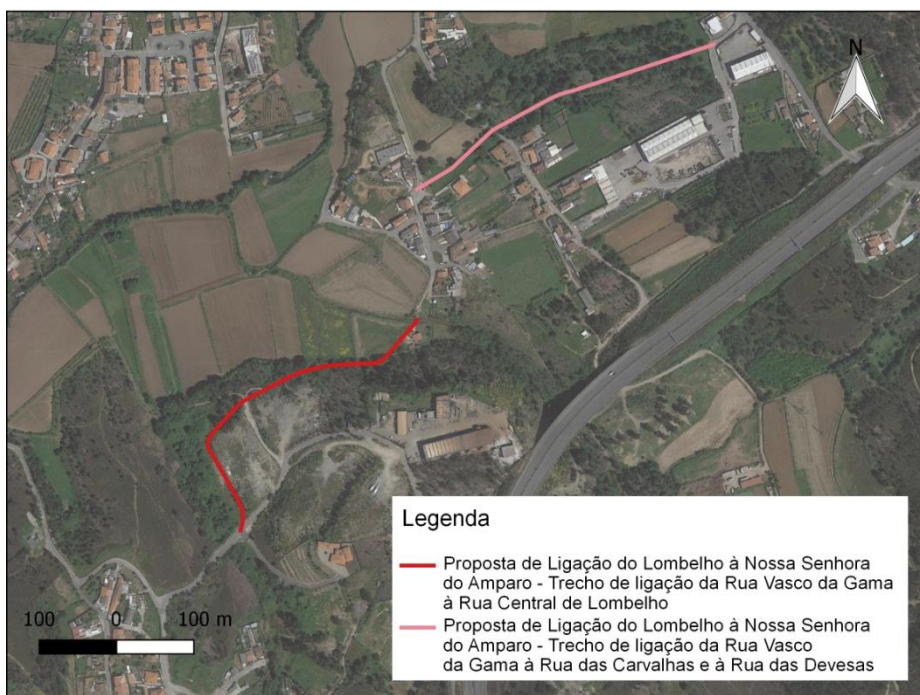 N
Legenda
Proposta de Ligação do Lombelho à Nossa Senhora
do Amparo - Trecho de ligação da Rua Vasco da Gama
à Rua Central de Lombelho
Proposta de Ligação do Lombelho à Nossa Senhora
do Amparo - Trecho de ligação da Rua Vasco
da Gama à Rua das Carvalhas e à Rua das Devesas
100 0 100 m